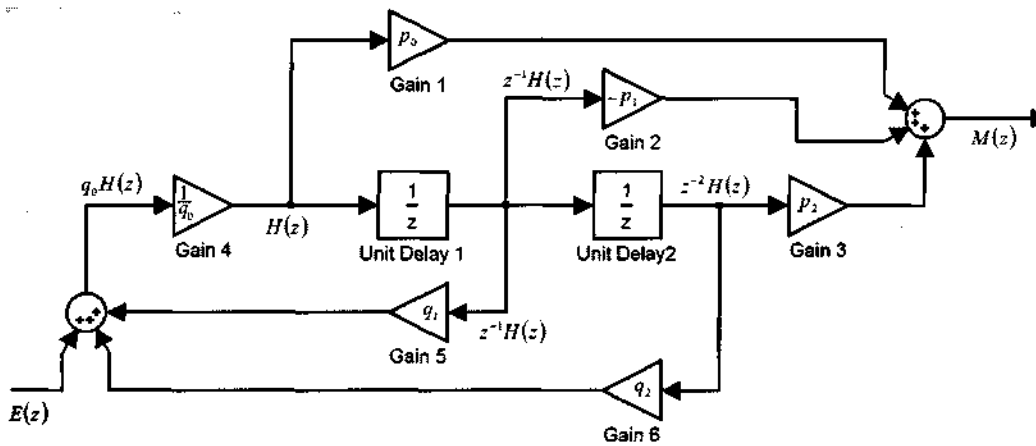 p₀
Gain 1
z⁻¹H(z)
-p₁
Gain 2
+
+
+
M(z)
q₀H(z)
1/q₀
Gain 4
H(z)
1/z
Unit Delay 1
1/z
Unit Delay2
z⁻²H(z)
p₂
Gain 3
+
+ +
q₁
Gain 5
z⁻¹H(z)
q₂
Gain 6
E(z)